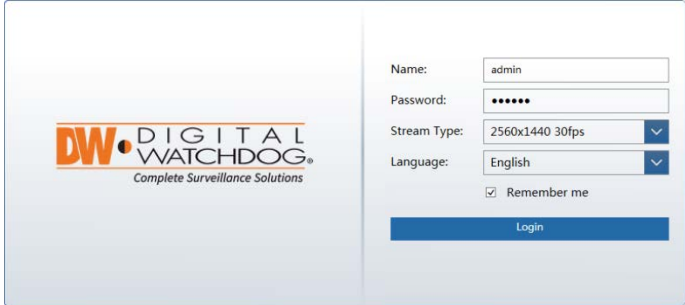 DW DIGITAL
WATCHDOG®
Complete Surveillance Solutions
Name: admin
Password: ••••••
Stream Type: 2560x1440 30fps
Language: English
Remember me
Login